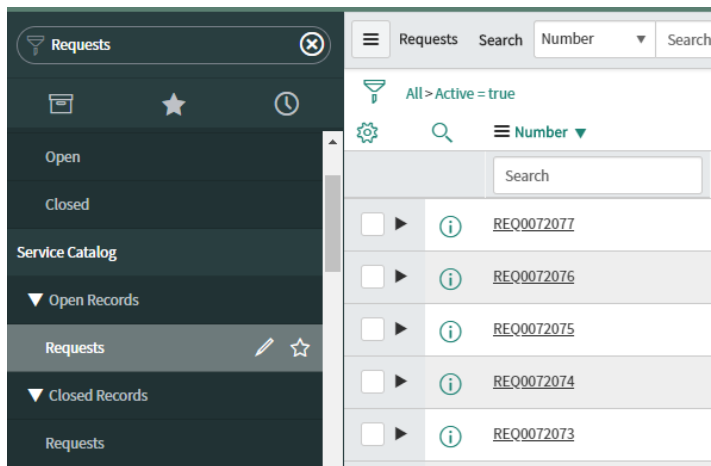 Requests
Open
Closed
Service Catalog
Open Records
Requests
Closed Records
Requests
Requests Search Number Search
All > Active = true
Number
Search
REQ0072077
REQ0072076
REQ0072075
REQ0072074
REQ0072073